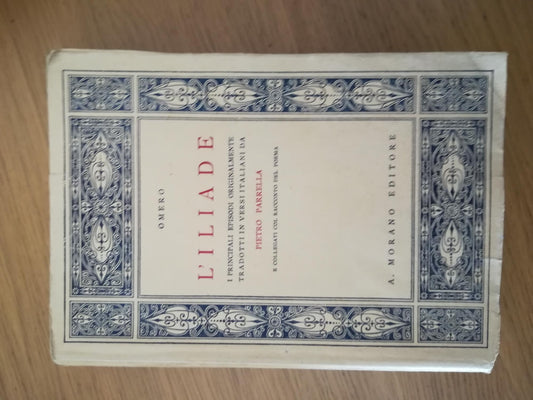 OMERO
L'ILIADE
I PRINCIPALI EPISODI ORIGINALMENTE
TRADOTTI IN VERSI ITALIANI DA
PIETRO PARRELLA
E COLLEGATI COL RACCONTO DEL POEMA
A. MORANO EDITORE